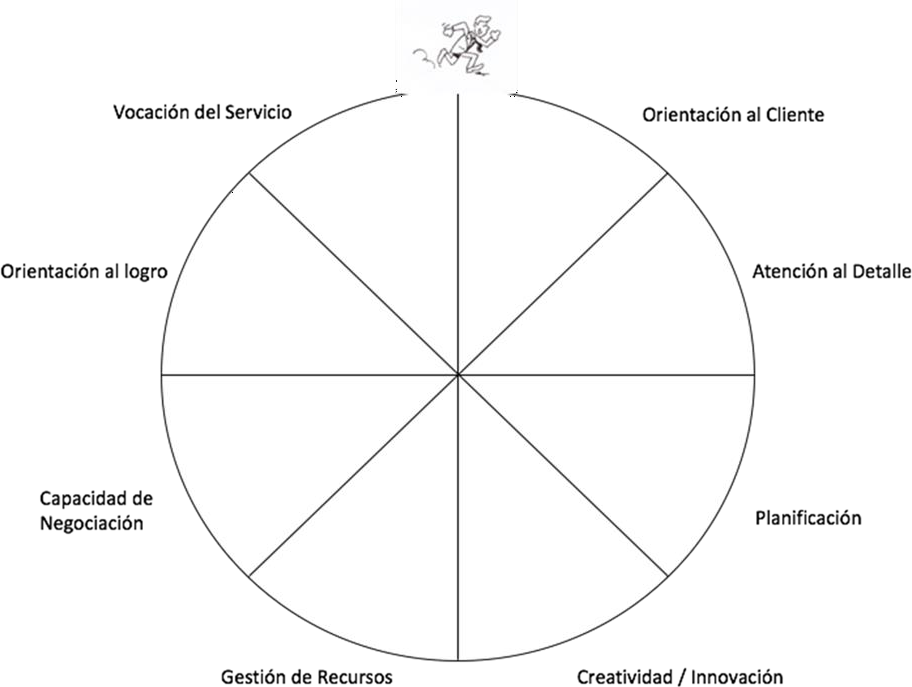 Vocación del Servicio
Orientación al Cliente
Orientación al logro
Atención al Detalle
Capacidad de
Negociación
Planificación
Gestión de Recursos
Creatividad / Innovación